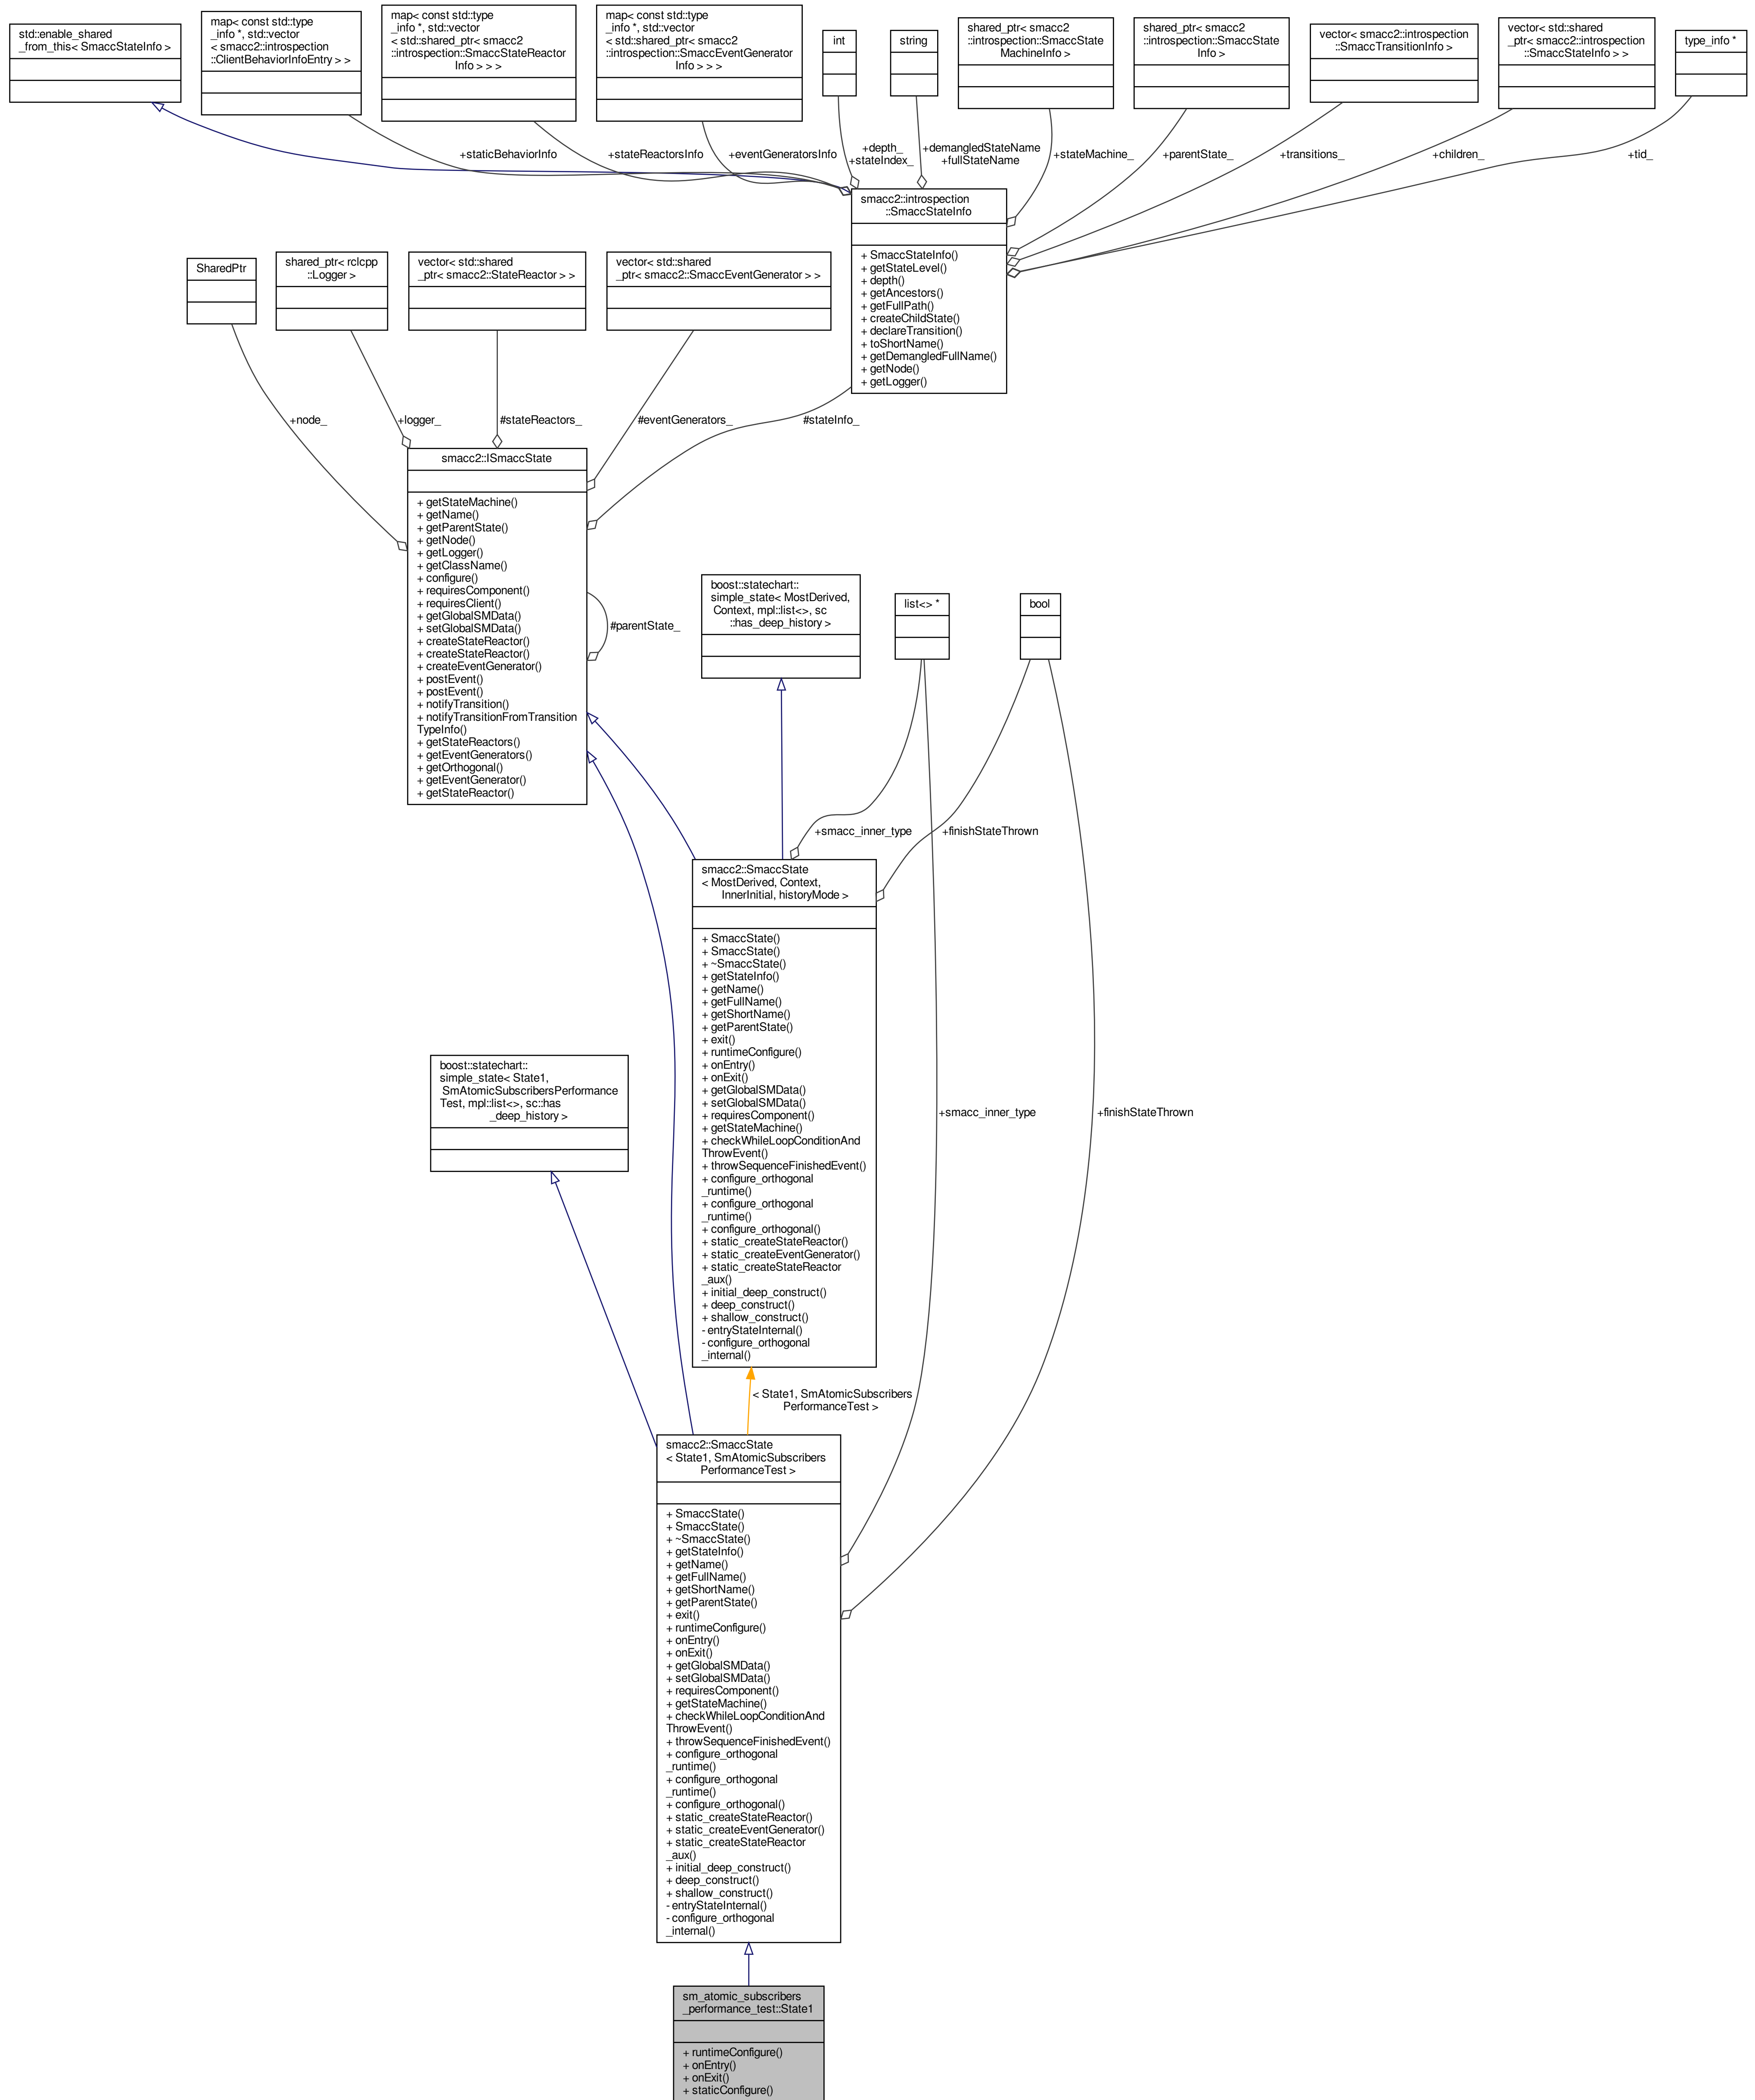 std::enable_shared
_from_this< SmaccStateInfo >
map< const std::type
_info *, std::vector
< smacc2::introspection
::ClientBehaviorInfoEntry > >
map< const std::type
_info *, std::vector
< std::shared_ptr< smacc2
::introspection::SmaccStateReactor
Info > > >
map< const std::type
_info *, std::vector
< std::shared_ptr< smacc2
::introspection::SmaccEventGenerator
Info > > >
int
string
shared_ptr< smacc2
::introspection::SmaccState
MachineInfo >
shared_ptr< smacc2
::introspection::SmaccState
Info >
vector< smacc2::introspection
::SmaccTransitionInfo >
vector< std::shared
_ptr< smacc2::introspection
::SmaccStateInfo > >
type_info *
+staticBehaviorInfo
+stateReactorsInfo
+eventGeneratorsInfo
+depth_
+stateIndex_
+demangledStateName
+fullStateName
+stateMachine_
+parentState_
+transitions_
+children_
+tid_
smacc2::introspection
::SmaccStateInfo
+ SmaccStateInfo()
+ getStateLevel()
+ depth()
+ getAncestors()
+ getFullPath()
+ createChildState()
+ declareTransition()
+ toShortName()
+ getDemangledFullName()
+ getNode()
+ getLogger()
SharedPtr
shared_ptr< rclcpp
::Logger >
vector< std::shared
_ptr< smacc2::StateReactor > >
vector< std::shared
_ptr< smacc2::SmaccEventGenerator > >
+node_
+logger_
#stateReactors_
#eventGenerators_
#stateInfo_
smacc2::ISmaccState
+ getStateMachine()
+ getName()
+ getParentState()
+ getNode()
+ getLogger()
+ getClassName()
+ configure()
+ requiresComponent()
+ requiresClient()
+ getGlobalSMData()
+ setGlobalSMData()
+ createStateReactor()
+ createStateReactor()
+ createEventGenerator()
+ postEvent()
+ postEvent()
+ notifyTransition()
+ notifyTransitionFromTransition
TypeInfo()
+ getStateReactors()
+ getEventGenerators()
+ getOrthogonal()
+ getEventGenerator()
+ getStateReactor()
#parentState_
boost::statechart::
simple_state< MostDerived,
Context, mpl::list<>, sc
::has_deep_history >
list<> *
bool
+smacc_inner_type
+finishStateThrown
smacc2::SmaccState
< MostDerived, Context,
InnerInitial, historyMode >
+ SmaccState()
+ SmaccState()
+ ~SmaccState()
+ getStateInfo()
+ getName()
+ getFullName()
+ getShortName()
+ getParentState()
+ exit()
+ runtimeConfigure()
+ onEntry()
+ onExit()
+ getGlobalSMData()
+ setGlobalSMData()
+ requiresComponent()
+ getStateMachine()
+ checkWhileLoopConditionAnd
ThrowEvent()
+ throwSequenceFinishedEvent()
+ configure_orthogonal
_runtime()
+ configure_orthogonal
_runtime()
+ configure_orthogonal()
+ static_createStateReactor()
+ static_createEventGenerator()
+ static_createStateReactor
_aux()
+ initial_deep_construct()
+ deep_construct()
+ shallow_construct()
- entryStateInternal()
- configure_orthogonal
_internal()
boost::statechart::
simple_state< State1,
SmAtomicSubscribersPerformance
Test, mpl::list<>, sc::has
_deep_history >
+smacc_inner_type
+finishStateThrown
< State1, SmAtomicSubscribers
PerformanceTest >
smacc2::SmaccState
< State1, SmAtomicSubscribers
PerformanceTest >
+ SmaccState()
+ SmaccState()
+ ~SmaccState()
+ getStateInfo()
+ getName()
+ getFullName()
+ getShortName()
+ getParentState()
+ exit()
+ runtimeConfigure()
+ onEntry()
+ onExit()
+ getGlobalSMData()
+ setGlobalSMData()
+ requiresComponent()
+ getStateMachine()
+ checkWhileLoopConditionAnd
ThrowEvent()
+ throwSequenceFinishedEvent()
+ configure_orthogonal
_runtime()
+ configure_orthogonal
_runtime()
+ configure_orthogonal()
+ static_createStateReactor()
+ static_createEventGenerator()
+ static_createStateReactor
_aux()
+ initial_deep_construct()
+ deep_construct()
+ shallow_construct()
- entryStateInternal()
- configure_orthogonal
_internal()
sm_atomic_subscribers
_performance_test::State1
+ runtimeConfigure()
+ onEntry()
+ onExit()
+ staticConfigure()